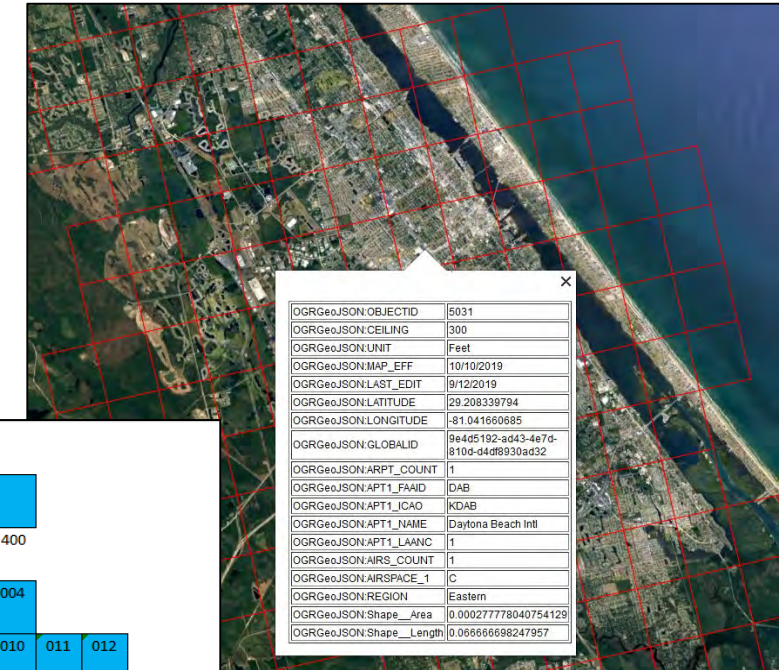 OGRGeoJSON:OBJECTID 5031
OGRGeoJSON:CEILING 300
OGRGeoJSON:UNIT Feet
OGRGeoJSON:MAP_EFF 10/10/2019
OGRGeoJSON:LAST_EDIT 9/12/2019
OGRGeoJSON:LATITUDE 29.208339794
OGRGeoJSON:LONGITUDE -81.041660685
OGRGeoJSON:GLOBALID 9e4d5192-ad43-4e7d-
810d-d4df8930ad32
OGRGeoJSON:ARPT_COUNT 1
OGRGeoJSON:APT1_FAAID DAB
OGRGeoJSON:APT1_ICAO KDAB
OGRGeoJSON:APT1_NAME Daytona Beach Intl
OGRGeoJSON:APT1_LAANC 1
OGRGeoJSON:AIRS_COUNT 1
OGRGeoJSON:AIRSPACE_1 C
OGRGeoJSON:REGION Eastern
OGRGeoJSON:Shape__Area 0.000277778040754129
OGRGeoJSON:Shape__Length 0.066666698247957
400
004
010 011 012